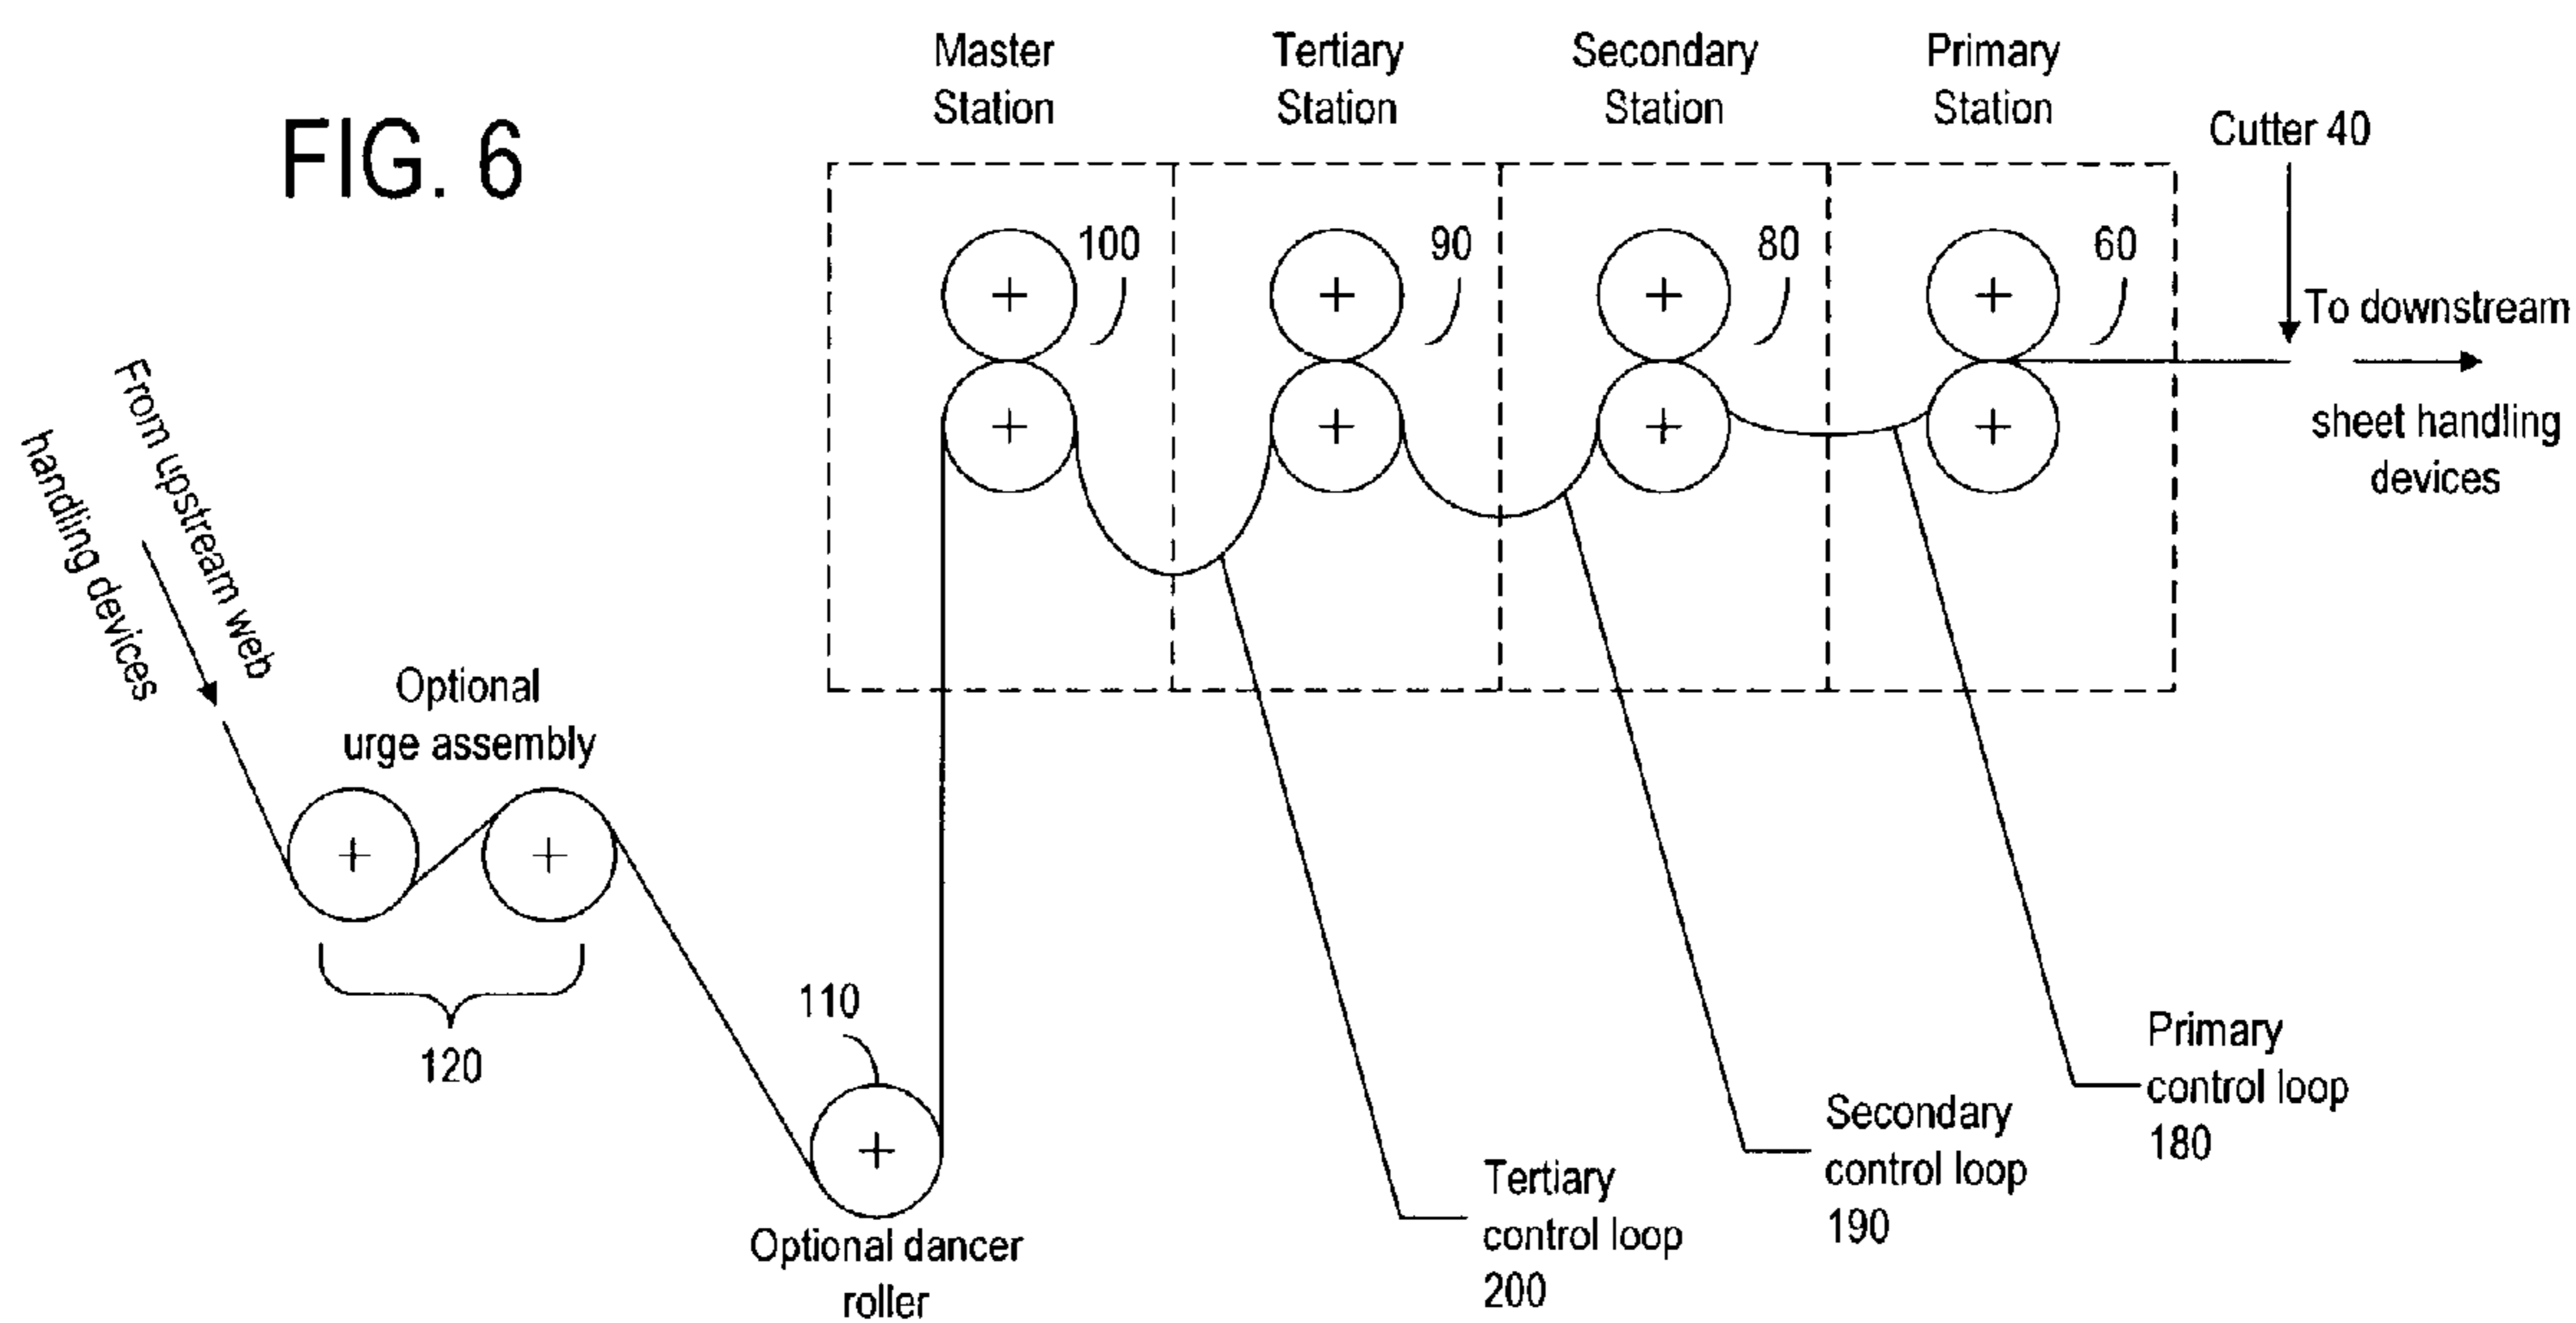 FIG. 6
Master
Station
Tertiary
Station
Secondary
Station
Primary
Station
Cutter 40
100
90
80
60
To downstream
sheet handling
devices
From upstream web
handling devices
Optional
urge assembly
120
110
Optional dancer
roller
Primary
control loop
180
Secondary
control loop
190
Tertiary
control loop
200